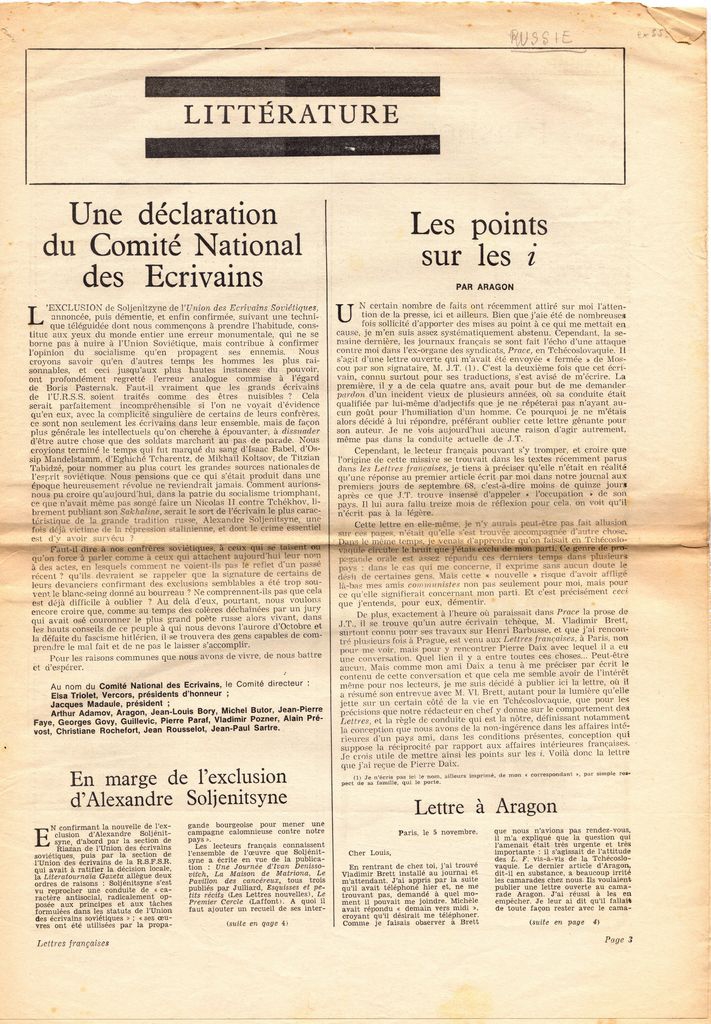 RUSSIE
LITTÉRATURE
Une déclaration
du Comité National
des Ecrivains
L'EXCLUSION de Soljenitzyne de l'Union des Ecrivains Soviétiques,
annoncée, puis démentie, et enfin confirmée, suivant une techni-
que téléguidée dont nous commençons à prendre l'habitude, cons-
titue aux yeux du monde entier une erreur monumentale, qui ne se
borne pas à nuire à l'Union Soviétique, mais contribue à confirmer
l'opinion du socialisme qu'en propagent ses ennemis. Nous
croyons savoir qu'en d'autres temps les hommes les plus rai-
sonnables, et ceci jusqu'aux plus hautes instances du pouvoir,
ont profondément regretté l'erreur analogue commise à l'égard
de Boris Pasternak. Faut-il vraiment que les grands écrivains
de l'U.R.S.S. soient traités comme des êtres nuisibles ? Cela
serait parfaitement incompréhensible si l'on ne voyait d'évidence
qu'en eux, avec la complicité singulière de certains de leurs confrères,
ce sont non seulement les écrivains dans leur ensemble, mais de façon
plus générale les intellectuels qu'on cherche à épouvanter, à dissuader
d'être autre chose que des soldats marchant au pas de parade. Nous
croyions terminé le temps qui fut marqué du sang d'Isaac Babel, d'Os-
sip Mandelstamm, d'Eghiché Tcharentz, de Mikhaïl Koltsov, de Titzian
Tabidzé, pour nommer au plus court les grandes sources nationales de
l'esprit soviétique. Nous pensions que ce qui s'était produit dans une
époque heureusement révolue ne reviendrait jamais. Comment aurions-
nous pu croire qu'aujourd'hui, dans la patrie du socialisme triomphant,
ce que n'avait même pas songé faire un Nicolas II contre Tchékhov, li-
brement publiant son Sakhaline, serait le sort de l'écrivain le plus carac-
téristique de la grande tradition russe, Alexandre Soljenitsyne, une
fois déjà victime de la répression stalinienne, et dont le crime essentiel
est d'y avoir survécu ?
Faut-il dire à nos confrères soviétiques, à ceux qui se taisent ou
qu'on force à parler comme à ceux qui attachent aujourd'hui leur nom
à des actes, en lesquels comment ne voient-ils pas le reflet d'un passé
récent ? qu'ils devraient se rappeler que la signature de certains de
leurs devanciers confirmant des exclusions semblables a été trop sou-
vent le blanc-seing donné au bourreau ? Ne comprennent-ils pas que cela
est déjà difficile à oublier ? Au delà d'eux, pourtant, nous voulons
encore croire que, comme au temps des colères déchaînées par un jury
qui avait osé couronner le plus grand poète russe alors vivant, dans
les hauts conseils de ce peuple à qui nous devons l'aurore d'Octobre et
la défaite du fascisme hitlérien, il se trouvera des gens capables de com-
prendre le mal fait et de ne pas le laisser s'accomplir.
Pour les raisons communes que nous avons de vivre, de nous battre
et d'espérer.
Au nom du Comité National des Ecrivains, le Comité directeur :
Elsa Triolet, Vercors, présidents d'honneur ;
Jacques Madaule, président ;
Arthur Adamov, Aragon, Jean-Louis Bory, Michel Butor, Jean-Pierre
Faye, Georges Govy, Guillevic, Pierre Paraf, Vladimir Pozner, Alain Pré-
vost, Christiane Rochefort, Jean Rousselot, Jean-Paul Sartre.
En marge de l'exclusion
d'Alexandre Soljenitsyne
EN confirmant la nouvelle de l'ex-
clusion d'Alexandre Soljénit-
syne, d'abord par la section de
Riazan de l'Union des écrivains
soviétiques, puis par la section de
l'Union des écrivains de la R.S.F.S.R.
qui avait à ratifier la décision locale,
la Literatournaïa Gazeta allègue deux
ordres de raisons : Soljénitsyne s'est
vu reprocher une conduite de « ca-
ractère antisocial, radicalement op-
posée aux principes et aux tâches
formulées dans les statuts de l'Union
des écrivains soviétiques » ; « ses œu-
vres ont été utilisées par la propa-
gande bourgeoise pour mener une
campagne calomnieuse contre notre
pays ».
Les lecteurs français connaissent
l'ensemble de l'œuvre que Soljénit-
syne a écrite en vue de la publica-
tion : Une Journée d'Ivan Denisso-
vitch, La Maison de Matriona, Le
Pavillon des cancéreux, tous trois
publiés par Julliard, Esquisses et pe-
tits récits (Les Lettres nouvelles), Le
Premier Cercle (Laffont). A quoi il
faut ajouter un recueil de ses inter-
(suite en page 4)
Les points
sur les i
PAR ARAGON
UN certain nombre de faits ont récemment attiré sur moi l'atten-
tion de la presse, ici et ailleurs. Bien que j'aie été de nombreuses
fois sollicité d'apporter des mises au point à ce qui me mettait en
cause, je m'en suis assez systématiquement abstenu. Cependant, la se-
maine dernière, les journaux français se sont fait l'écho d'une attaque
contre moi dans l'ex-organe des syndicats, Prace, en Tchécoslovaquie. Il
s'agit d'une lettre ouverte qui m'avait été envoyée « fermée » de Mos-
cou par son signataire, M. J.T. (1). C'est la deuxième fois que cet écri-
vain, connu surtout pour ses traductions, s'est avisé de m'écrire. La
première, il y a de cela quatre ans, avait pour but de me demander
pardon d'un incident vieux de plusieurs années, où sa conduite était
qualifiée par lui-même d'adjectifs que je ne répéterai pas n'ayant au-
cun goût pour l'humiliation d'un homme. Ce pourquoi je ne m'étais
alors décidé à lui répondre, préférant oublier cette lettre gênante pour
son auteur. Je ne vois aujourd'hui aucune raison d'agir autrement,
même pas dans la conduite actuelle de J.T.
Cependant, le lecteur français pouvant s'y tromper, et croire que
l'origine de cette missive se trouvait dans les textes récemment parus
dans les Lettres françaises, je tiens à préciser qu'elle n'était en réalité
qu'une réponse au premier article écrit par moi dans notre journal aux
premiers jours de septembre 68, c'est-à-dire moins de quinze jours
après ce que J.T. trouve insensé d'appeler « l'occupation » de son
pays. Il lui aura fallu treize mois de réflexion pour cela, on voit qu'il
n'écrit pas à la légère.
Cette lettre en elle-même, je n'y aurais peut-être pas fait allusion
sur ces pages, n'était qu'elle s'est trouvée accompagnée d'autre chose.
Dans le même temps, je venais d'apprendre qu'on faisait en Tchécoslo-
vaquie circuler le bruit que j'étais exclu de mon parti. Ce genre de pro-
pagande orale est assez répandu ces derniers temps dans plusieurs
pays : dans le cas qui me concerne, il exprime sans aucun doute le
désir de certaines gens. Mais cette « nouvelle » risque d'avoir affligé
là-bas mes amis communistes non pas seulement pour moi, mais pour
ce qu'elle signifierait concernant mon parti. Et c'est précisément ceci
que j'entends, pour eux, démentir.
De plus, exactement à l'heure où paraissait dans Prace la prose de
J.T., il se trouve qu'un autre écrivain tchèque, M. Vladimir Brett,
surtout connu pour ses travaux sur Henri Barbusse, et que j'ai rencon-
tré plusieurs fois à Prague, est venu aux Lettres françaises, à Paris, non
pour me voir, mais pour y rencontrer Pierre Daix avec lequel il a eu
une conversation. Quel lien il y a entre toutes ces choses... Peut-être
aucun. Mais comme mon ami Daix a tenu à me préciser par écrit le
contenu de cette conversation et que cela me semble avoir de l'intérêt
même pour nos lecteurs, je me suis décidé à publier ici la lettre, où il
a résumé son entrevue avec M. Vl. Brett, autant pour la lumière qu'elle
jette sur un certain côté de la vie en Tchécoslovaquie, que pour les
précisions que notre rédacteur en chef y donne sur le comportement des
Lettres, et la règle de conduite qui est la nôtre, définissant notamment
la conception que nous avons de la non-ingérence dans les affaires inté-
rieures d'un pays ami, dans les conditions présentes, conception qui
suppose la réciprocité par rapport aux affaires intérieures françaises.
Je crois utile de mettre ainsi les points sur les i. Voilà donc la lettre
que j'ai reçue de Pierre Daix.
(1) Je n'écris pas ici le nom, ailleurs imprimé, de mon « correspondant », par simple res-
pect de sa famille, qui le porte.
Lettre à Aragon
Paris, le 5 novembre.
Cher Louis,
En rentrant de chez toi, j'ai trouvé
Vladimir Brett installé au journal et
m'attendant. J'ai appris par la suite
qu'il avait téléphoné hier et, ne me
trouvant pas, demandé à quel mo-
ment il pouvait me joindre. Michèle
avait répondu « demain vers midi »,
croyant qu'il désirait me téléphoner.
Comme je faisais observer à Brett
que nous n'avions pas rendez-vous,
il m'a expliqué que la question qui
l'amenait était très urgente et très
importante : il s'agissait de l'attitude
des L. F. vis-à-vis de la Tchécoslo-
vaquie. Le dernier article d'Aragon,
dit-il en substance, a beaucoup irrité
les camarades chez nous. Ils voulaient
publier une lettre ouverte au cama-
rade Aragon. J'ai réussi à les en
empêcher. Je leur ai dit qu'il fallait
de toute façon rester avec le cama-
(suite en page 4)
Lettres françaises
Page 3